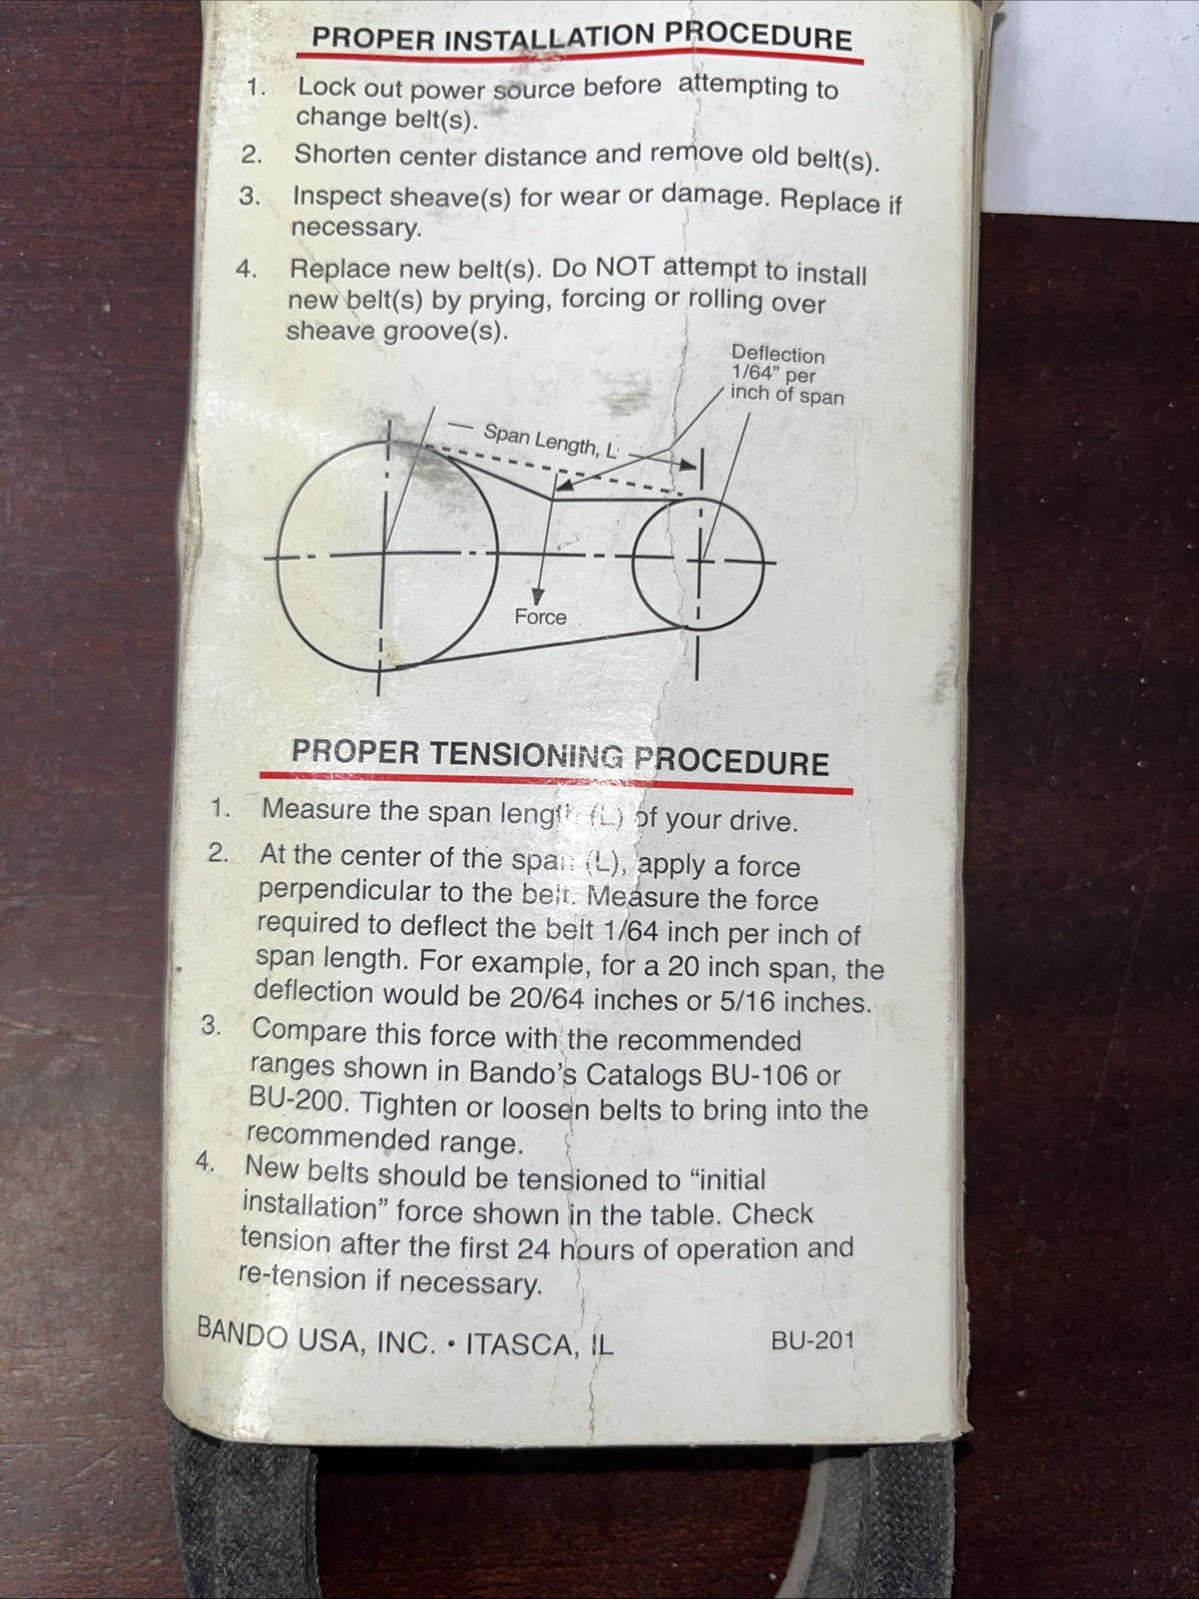 PROPER INSTALLATION PROCEDURE
1. Lock out power source before attempting to
change belt(s).
2. Shorten center distance and remove old belt(s).
3. Inspect sheave(s) for wear or damage. Replace if
necessary.
4. Replace new belt(s). Do NOT attempt to install
new belt(s) by prying, forcing or rolling over
sheave groove(s).
Deflection
1/64" per
inch of span
Span Length, L
Force
PROPER TENSIONING PROCEDURE
1. Measure the span length (L) of your drive.
2. At the center of the span (L), apply a force
perpendicular to the belt. Measure the force
required to deflect the belt 1/64 inch per inch of
span length. For example, for a 20 inch span, the
deflection would be 20/64 inches or 5/16 inches.
3. Compare this force with the recommended
ranges shown in Bando's Catalogs BU-106 or
BU-200. Tighten or loosen belts to bring into the
recommended range.
4. New belts should be tensioned to "initial
installation" force shown in the table. Check
tension after the first 24 hours of operation and
re-tension if necessary.
BANDO USA, INC. • ITASCA, IL BU-201